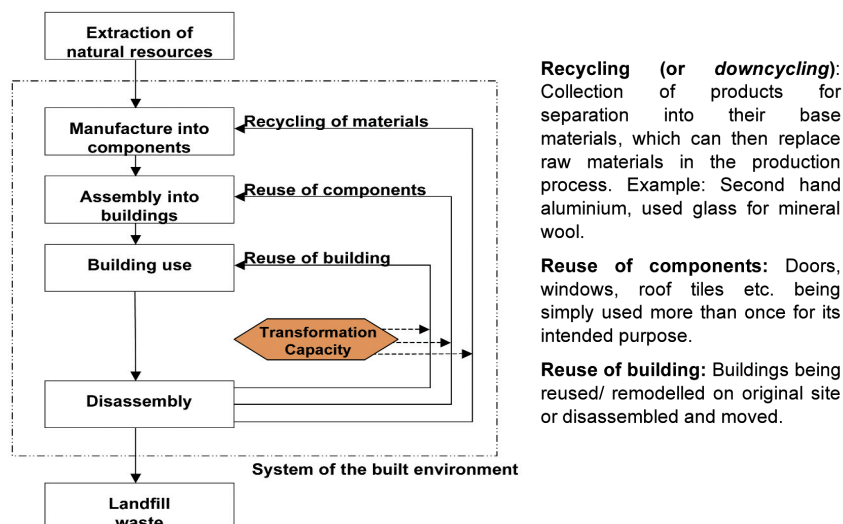 Extraction of
natural resources
Manufacture into
components
Recycling of materials
Assembly into
buildings
Reuse of components
Building use
Reuse of building
Transformation
Capacity
Disassembly
System of the built environment
Landfill
waste
Recycling (or downcycling):
Collection of products for
separation into their base
materials, which can then replace
raw materials in the production
process. Example: Second hand
aluminium, used glass for mineral
wool.
Reuse of components: Doors,
windows, roof tiles etc. being
simply used more than once for its
intended purpose.
Reuse of building: Buildings being
reused/ remodelled on original site
or disassembled and moved.